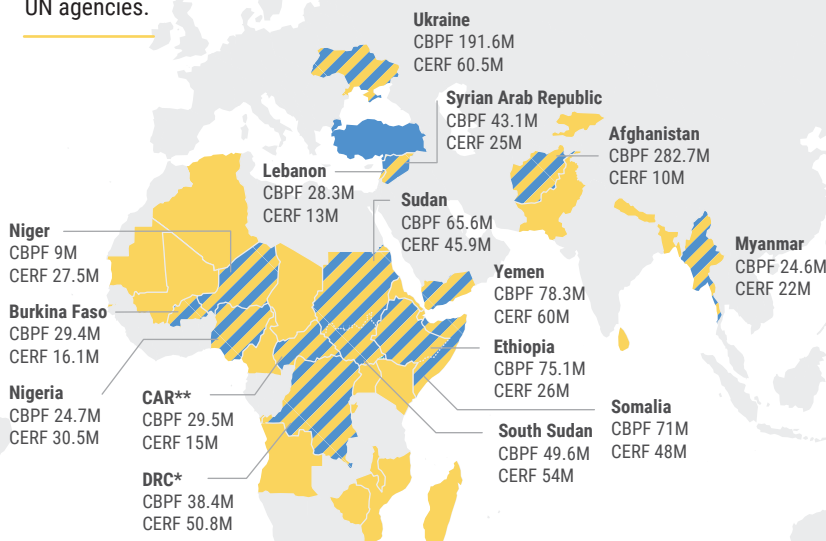 UN agencies.
Ukraine
CBPF 191.6M
CERF 60.5M
Syrian Arab Republic
CBPF 43.1M
CERF 25M
Afghanistan
CBPF 282.7M
CERF 10M
Lebanon
CBPF 28.3M
CERF 13M
Sudan
CBPF 65.6M
CERF 45.9M
Niger
CBPF 9M
CERF 27.5M
Myanmar
CBPF 24.6M
CERF 22M
Yemen
CBPF 78.3M
CERF 60M
Burkina Faso
CBPF 29.4M
CERF 16.1M
Ethiopia
CBPF 75.1M
CERF 26M
Nigeria
CBPF 24.7M
CERF 30.5M
CAR**
CBPF 29.5M
CERF 15M
Somalia
CBPF 71M
CERF 48M
South Sudan
CBPF 49.6M
CERF 54M
DRC*
CBPF 38.4M
CERF 50.8M